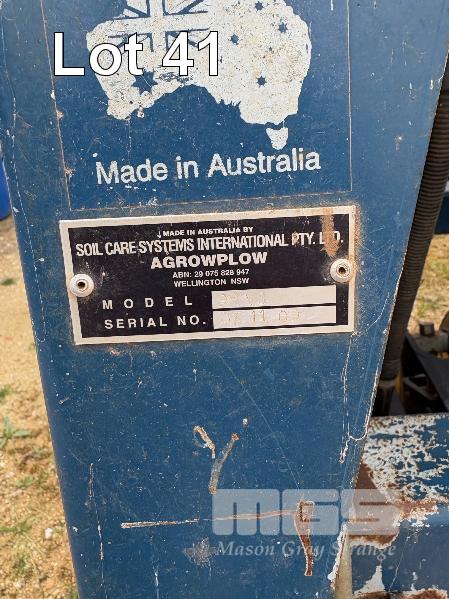 Lot 41
Made in Australia
MADE IN AUSTRALIA BY
SOIL CARE SYSTEMS INTERNATIONAL PTY. LTD.
AGROWPLOW
ABN: 29 075 828 947
WELLINGTON NSW
MODEL
SERIAL NO.
MGS
Mason Gray Strange